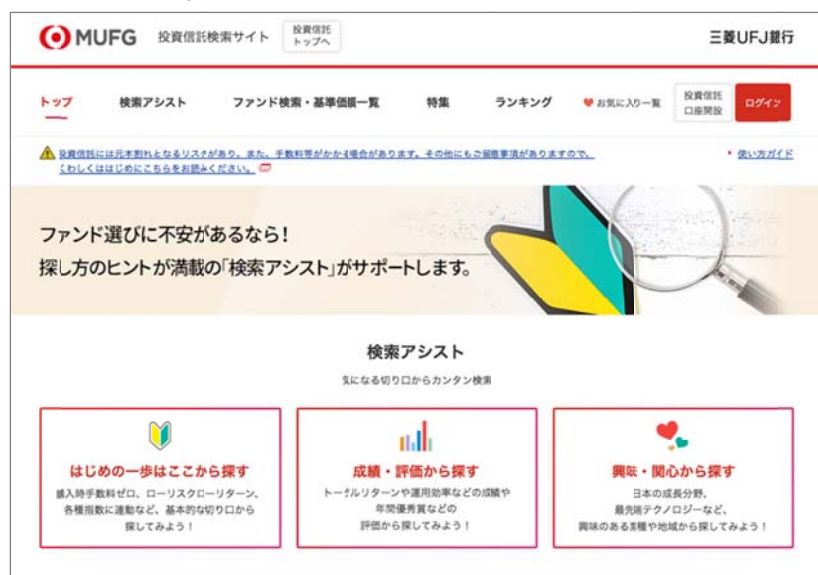 MUFG 投資信託検索サイト
投資信託
トップへ
三菱UFJ銀行
トップ 検索アシスト ファンド検索・基準価額一覧 特集 ランキング お気に入り一覧
投資信託
口座開設
ログイン
投資信託には元本割れとなるリスクがあり、また、手数料等がかかる場合があります。その他にもご留意事項がありますので、
くわしくははじめにこちらをお読みください。
使い方ガイド
ファンド選びに不安があるなら!
探し方のヒントが満載の「検索アシスト」がサポートします。
検索アシスト
気になる切り口からカンタン検索
はじめの一歩はここから探す
購入時手数料ゼロ、ローリスクローリターン、
各種指数に連動など、基本的な切り口から
探してみよう!
成績・評価から探す
トータルリターンや運用効率などの成績や
年間優秀賞などの
評価から探してみよう!
興味・関心から探す
日本の成長分野、
最先端テクノロジーなど、
興味のある業種や地域から探してみよう!